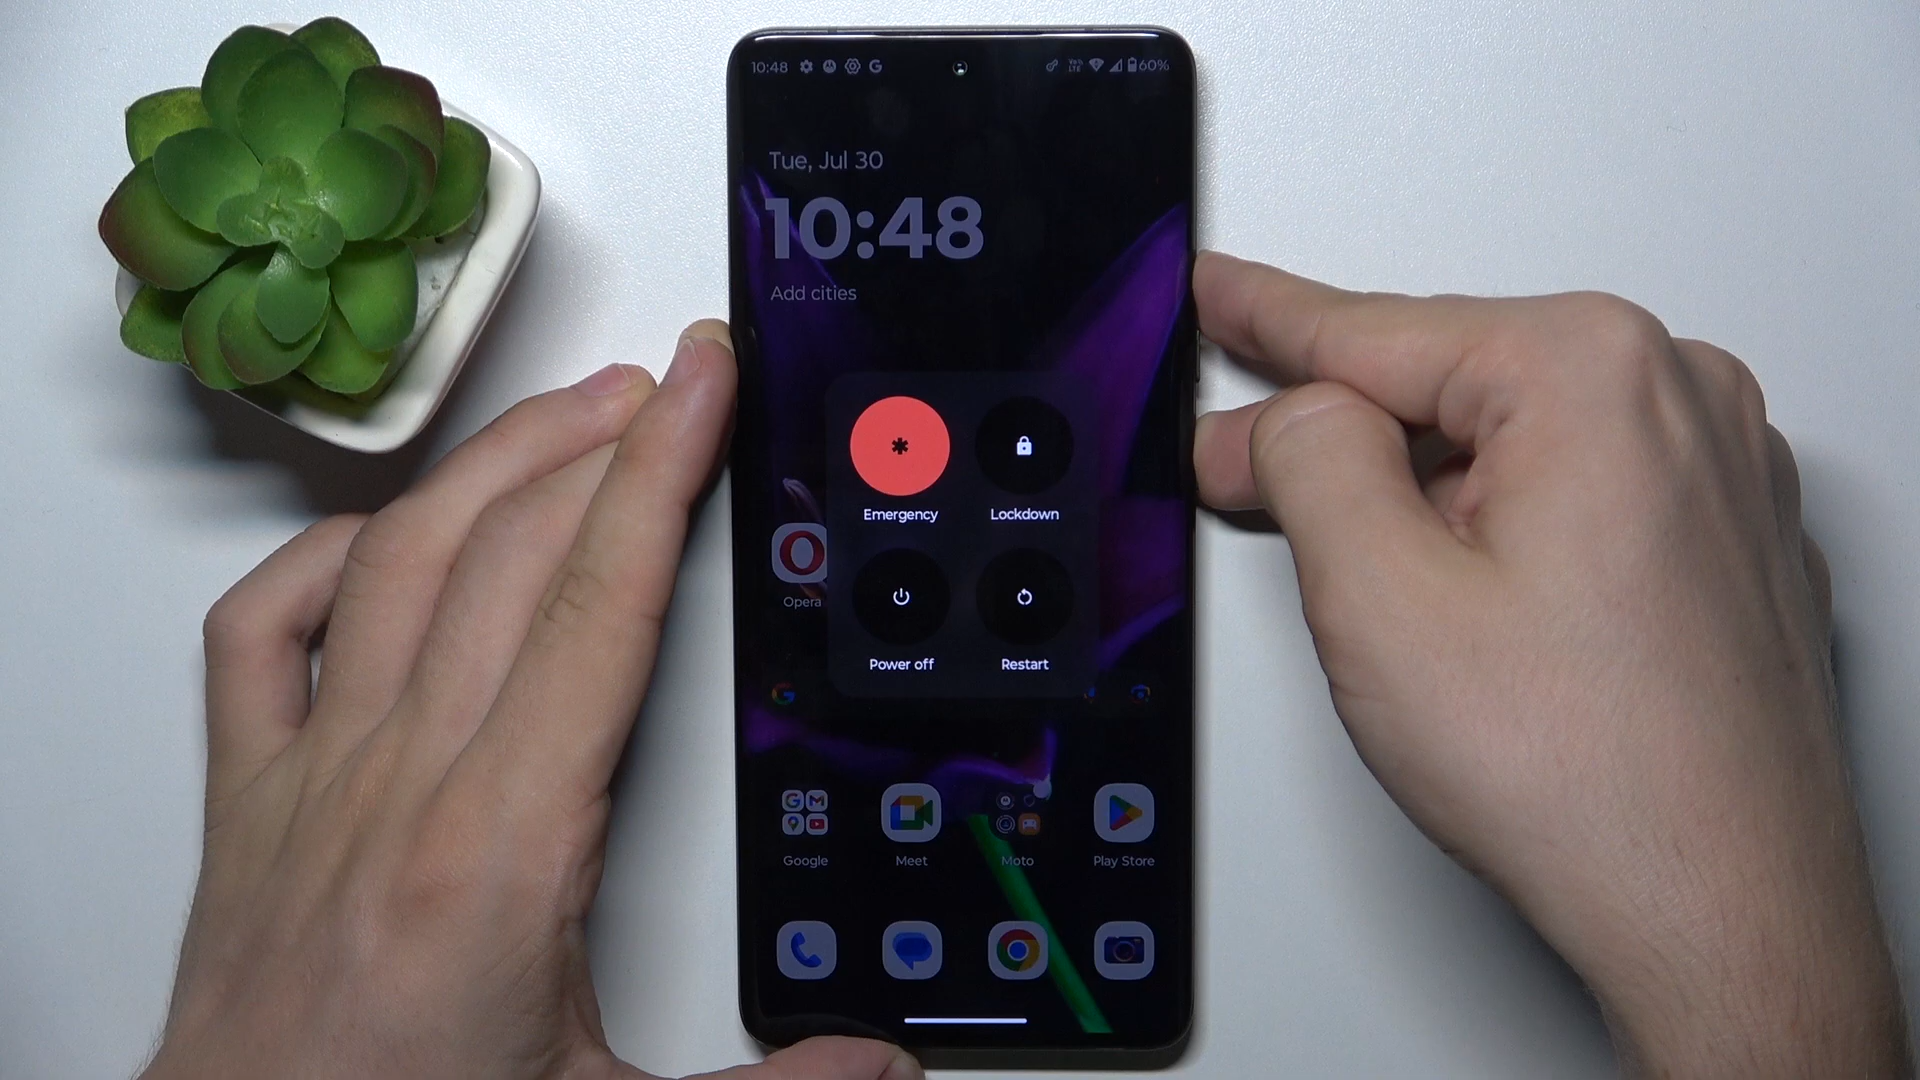 10:48
60%
Tue, Jul 30
10:48
Add cities
Emergency Lockdown
Opera
Power off Restart
Google Meet Moto Play Store